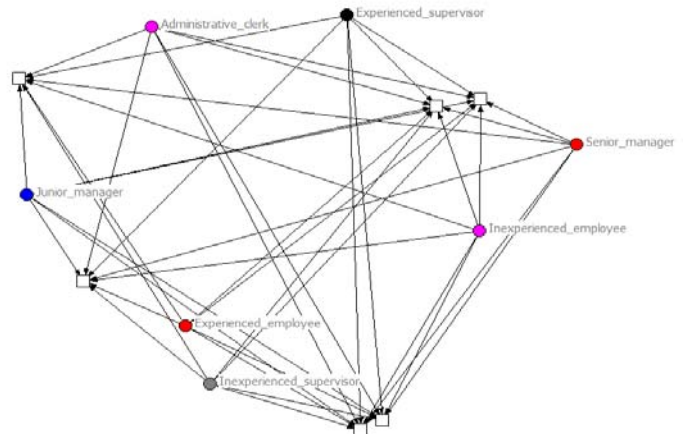 Administrative_clerk
Experienced_supervisor
Senior_manager
Junior_manager
Inexperienced_employee
Experienced_employee
Inexperienced_supervisor